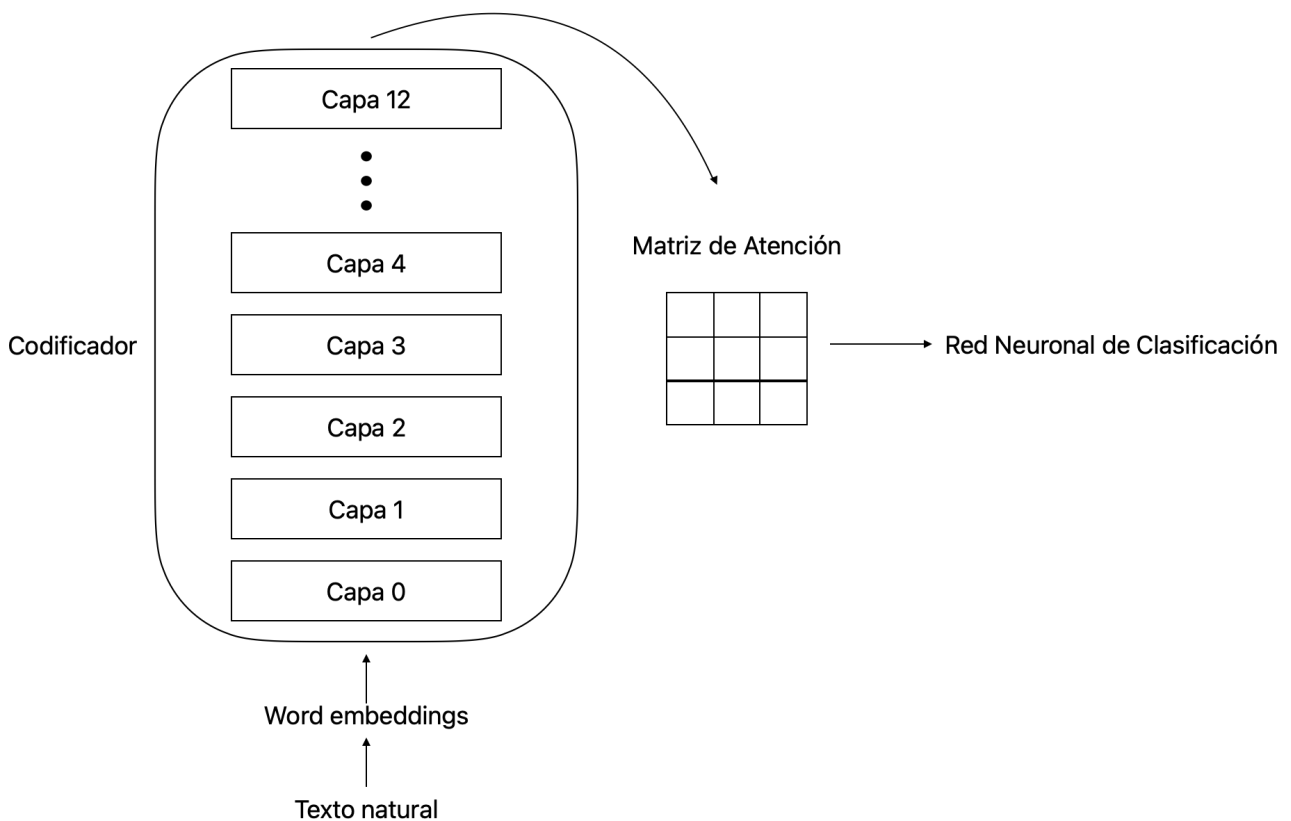 Capa 12
Capa 4
Capa 3
Capa 2
Capa 1
Capa 0
Codificador
Word embeddings
Texto natural
Matriz de Atención
Red Neuronal de Clasificación